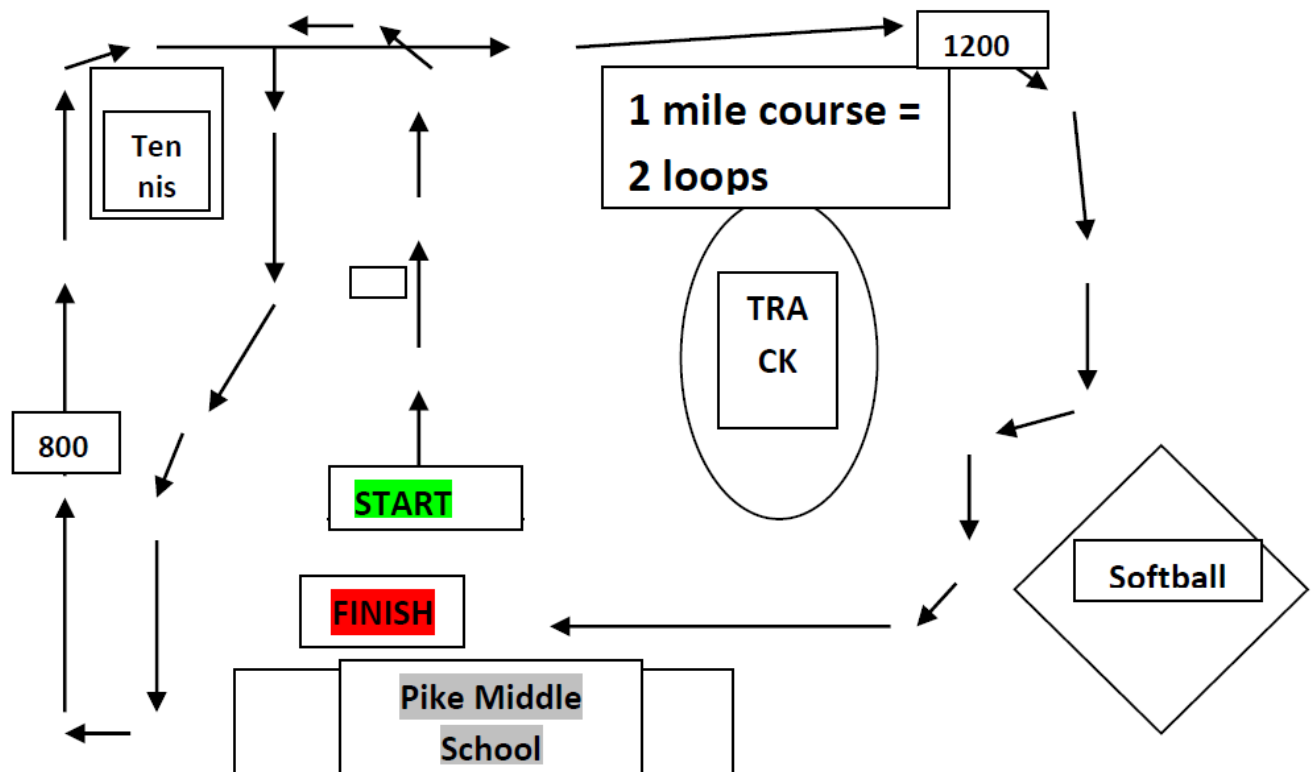 1200
1 mile course =
2 loops
Ten
nis
TRA
CK
800
START
Softball
FINISH
Pike Middle
School